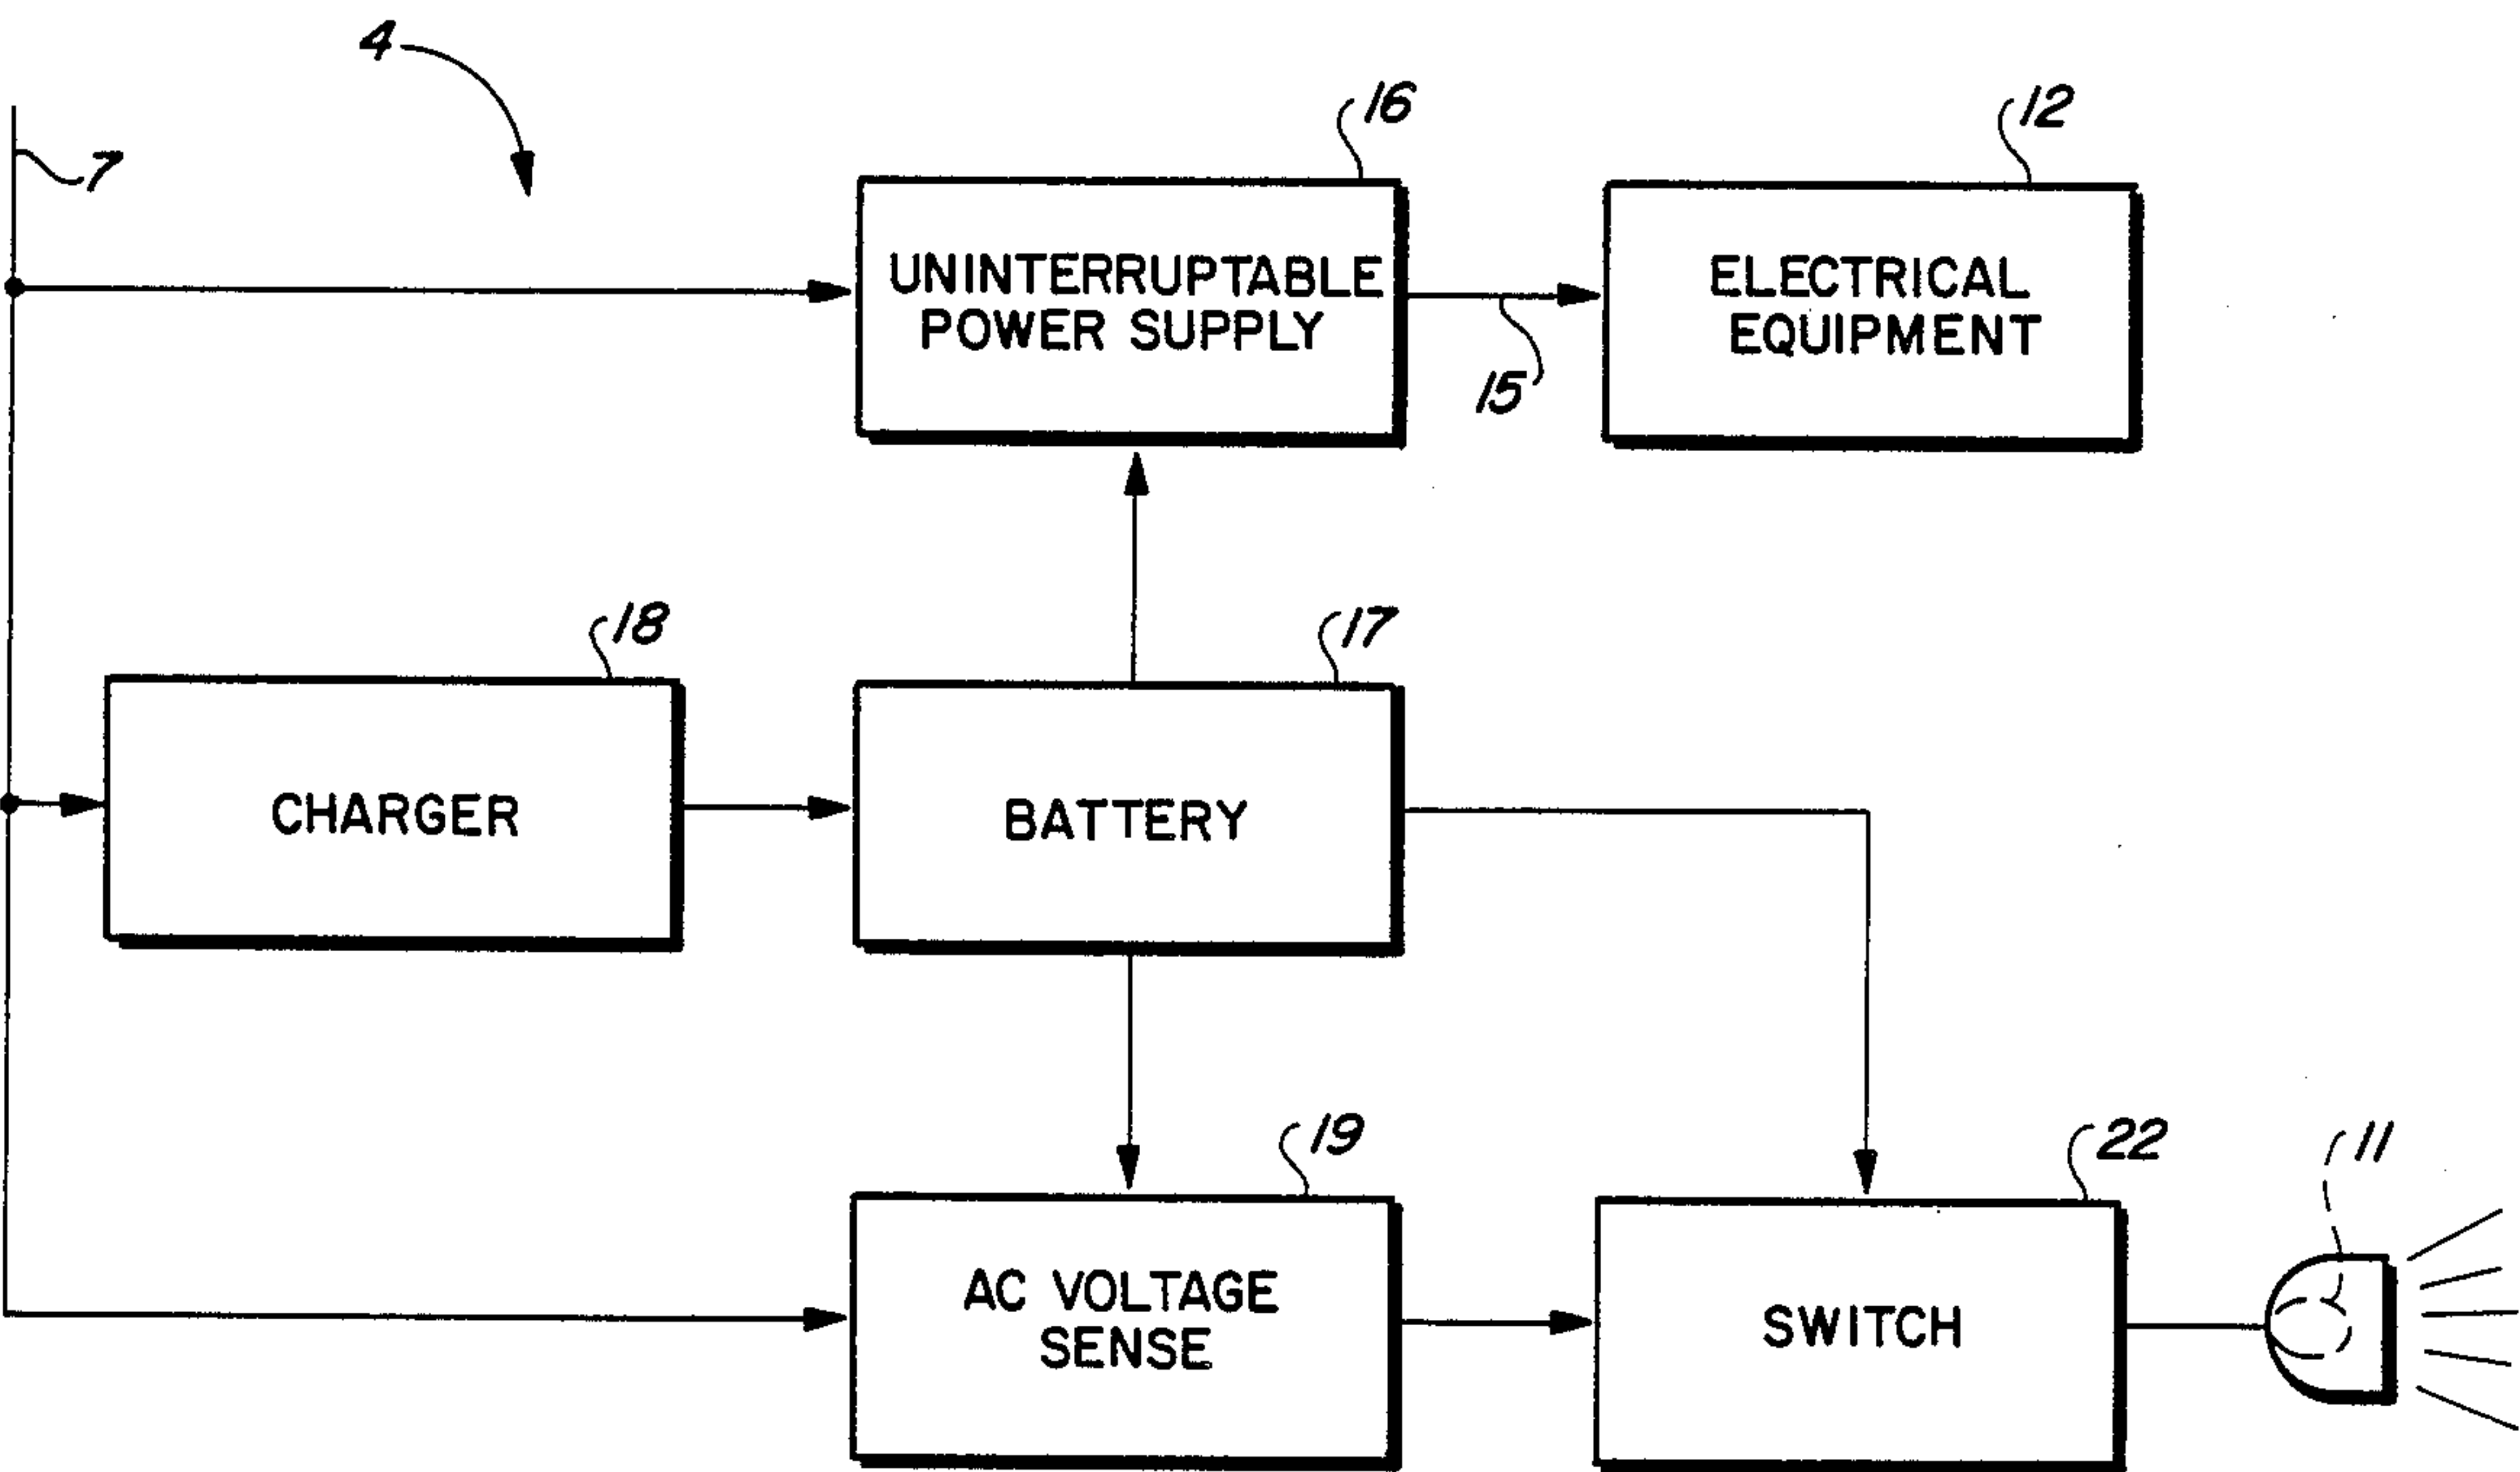 4
7
16
12
UNINTERRUPTABLE
POWER SUPPLY
ELECTRICAL
EQUIPMENT
15
18
17
CHARGER
BATTERY
19
22
11
AC VOLTAGE
SENSE
SWITCH